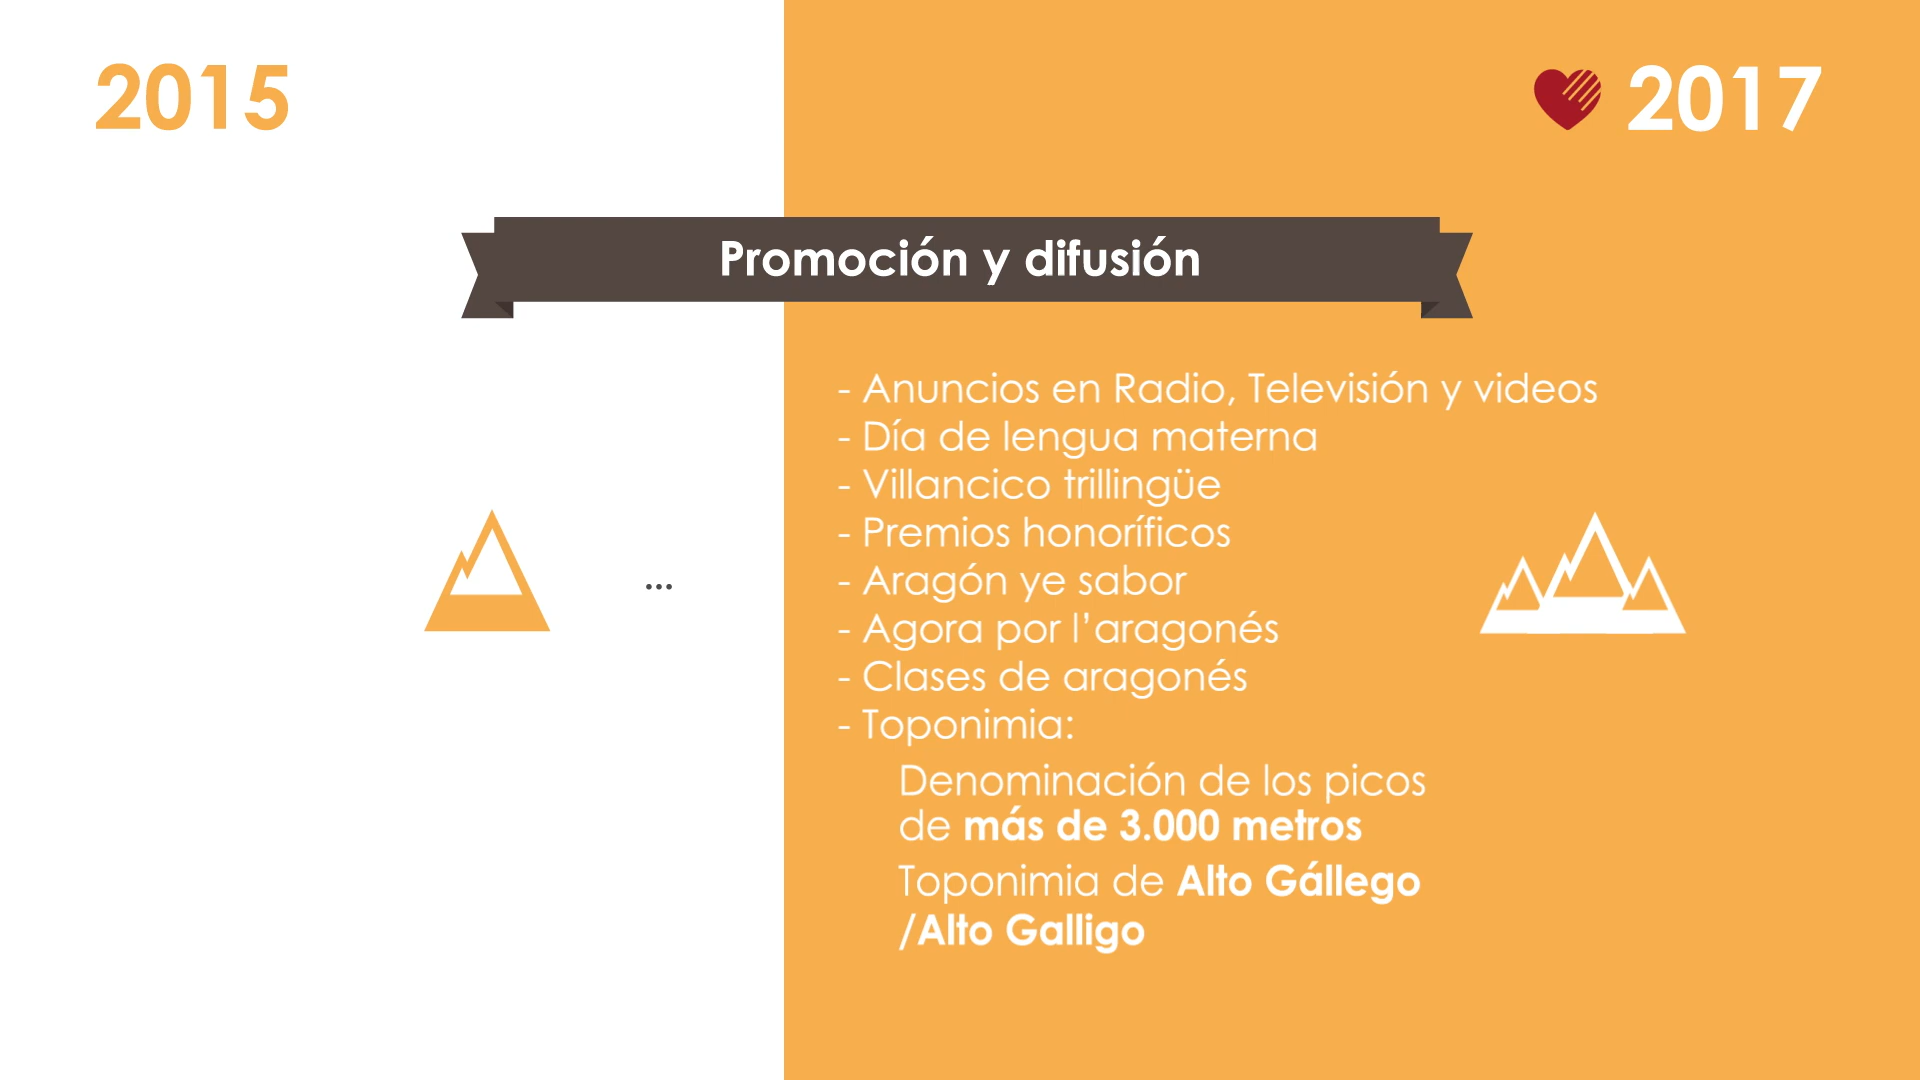 2015
2017
Promoción y difusión
...
- Anuncios en Radio, Televisión y videos
- Día de lengua materna
- Villancico trillingüe
- Premios honoríficos
- Aragón ye sabor
- Agora por l’aragonés
- Clases de aragonés
- Toponimia:
Denominación de los picos
de más de 3.000 metros
Toponimia de Alto Gállego
/Alto Galligo